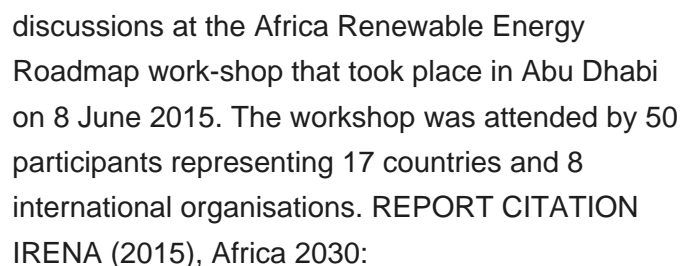 discussions at the Africa Renewable Energy
Roadmap work-shop that took place in Abu Dhabi
on 8 June 2015. The workshop was attended by 50
participants representing 17 countries and 8
international organisations. REPORT CITATION
IRENA (2015), Africa 2030: